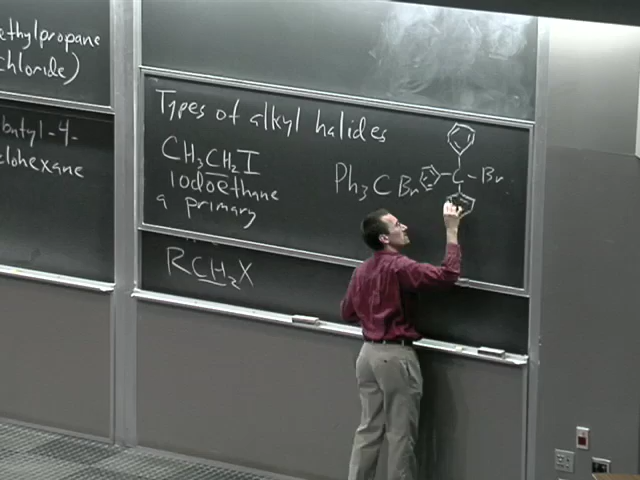 ethylpropane
chloride)
butyl-4-
clohexane
Types of alkyl halides
CH3CH2I
Iodoethane
a primary
RCH2X
Ph3CBr
C-Br